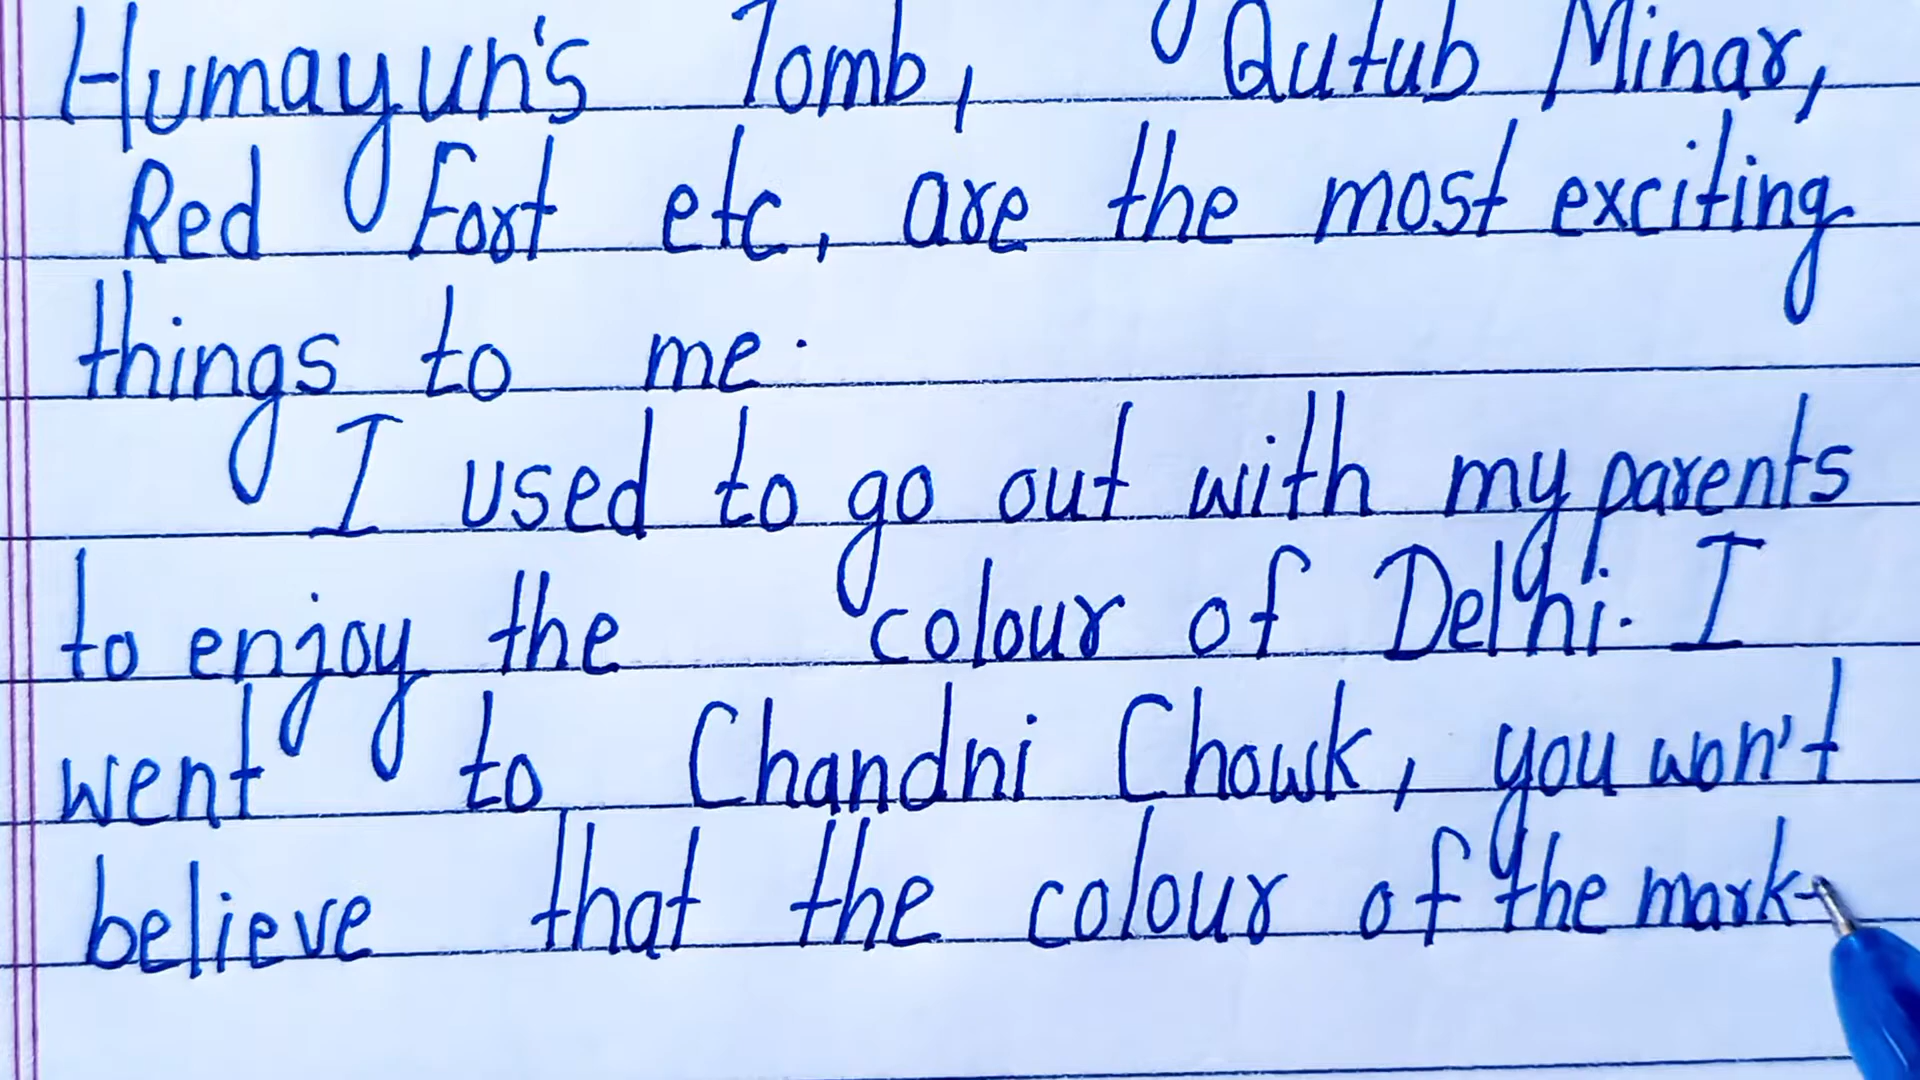 Humayun's Tomb, Qutub Minar,
Red Fort etc, are the most exciting
things to me.
I used to go out with my parents
to enjoy the colour of Delhi. I
went to Chandni Chowk, you won't
believe that the colour of the mark-